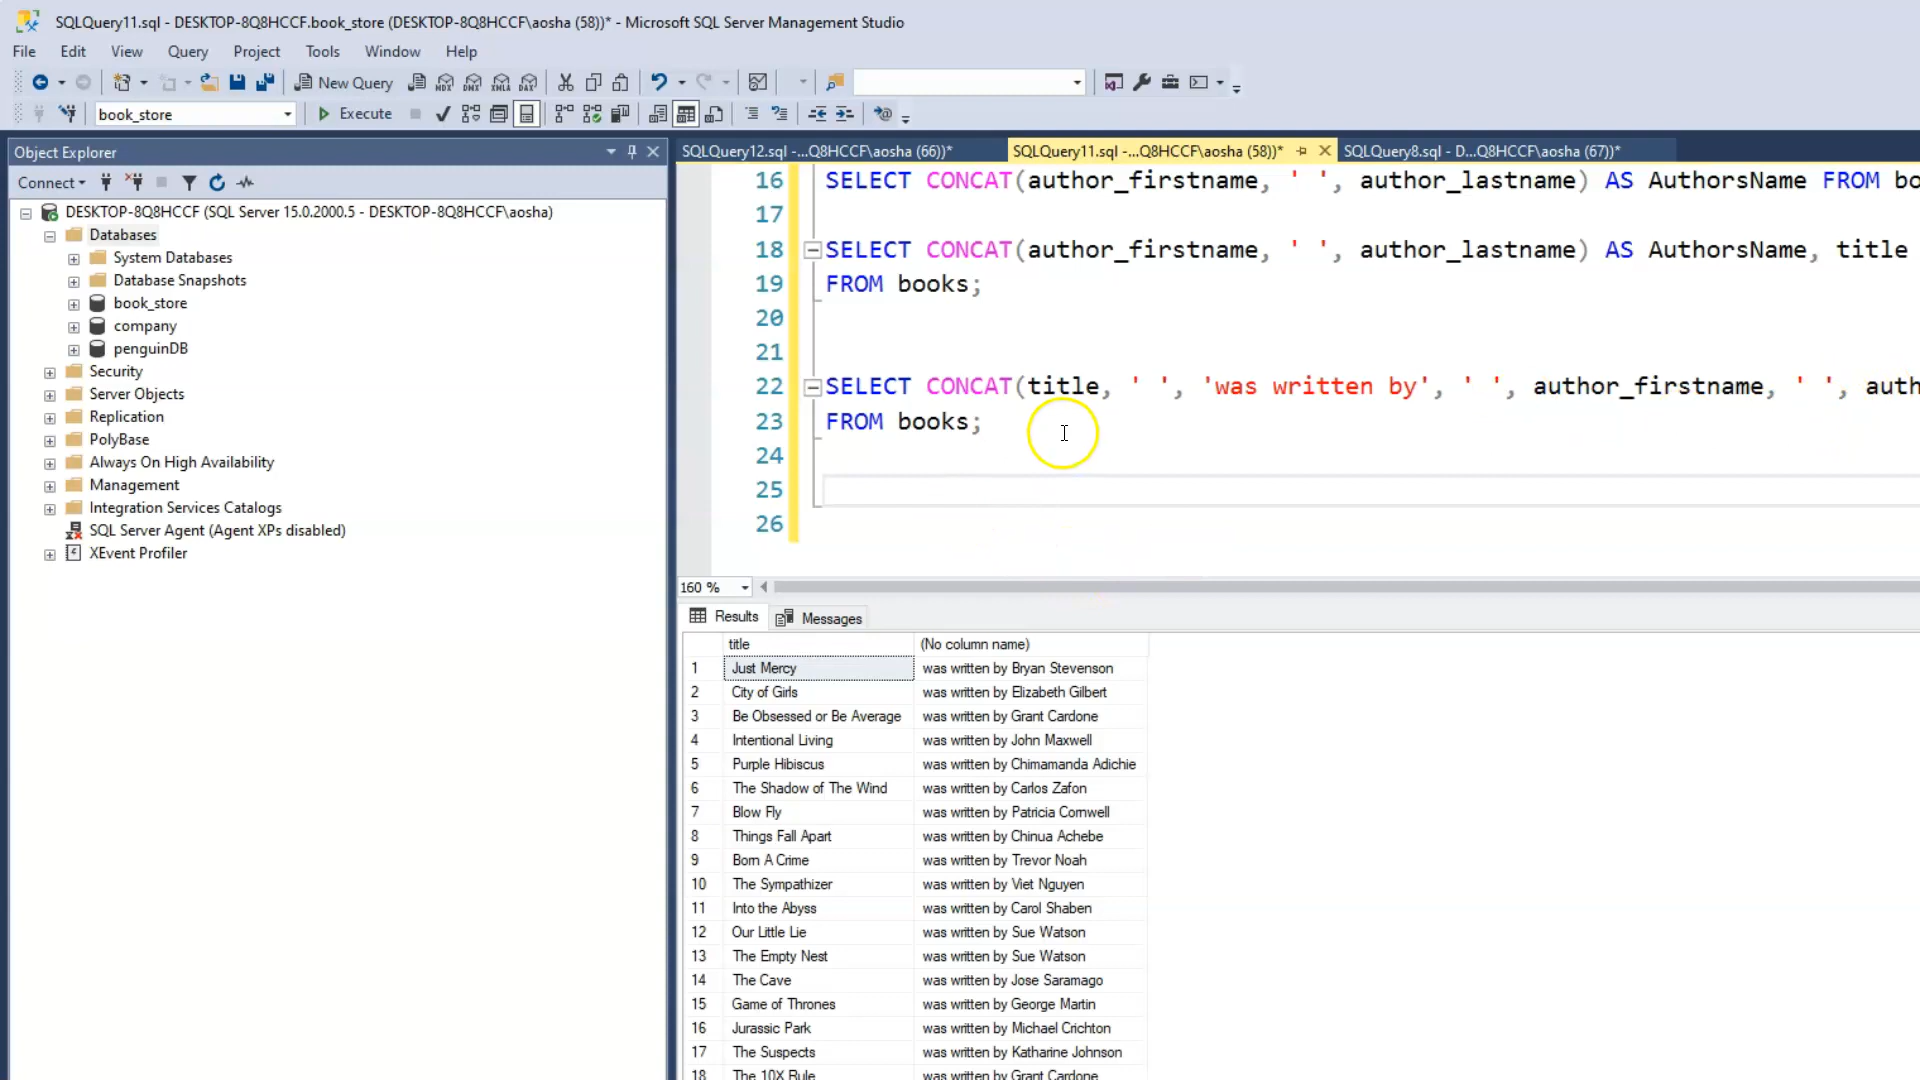 SQLQuery11.sql - DESKTOP-8Q8HCCF.book_store (DESKTOP-8Q8HCCF\aosha (58))* - Microsoft SQL Server Management Studio
File Edit View Query Project Tools Window Help
New Query
book_store Execute
Object Explorer
Connect
DESKTOP-8Q8HCCF (SQL Server 15.0.2000.5 - DESKTOP-8Q8HCCF\aosha)
Databases
System Databases
Database Snapshots
book_store
company
penguinDB
Security
Server Objects
Replication
PolyBase
Always On High Availability
Management
Integration Services Catalogs
SQL Server Agent (Agent XPs disabled)
XEvent Profiler
SQLQuery12.sql -...Q8HCCF\aosha (66))* SQLQuery11.sql -...Q8HCCF\aosha (58))* SQLQuery8.sql - D...Q8HCCF\aosha (67))*
16 SELECT CONCAT(author_firstname, ' ', author_lastname) AS AuthorsName FROM bo
17
18 SELECT CONCAT(author_firstname, ' ', author_lastname) AS AuthorsName, title
19 FROM books;
20
21
22 SELECT CONCAT(title, ' ', 'was written by', ' ', author_firstname, ' ', auth
23 FROM books;
24
25
26
160 %
Results Messages
title (No column name)
1 Just Mercy was written by Bryan Stevenson
2 City of Girls was written by Elizabeth Gilbert
3 Be Obsessed or Be Average was written by Grant Cardone
4 Intentional Living was written by John Maxwell
5 Purple Hibiscus was written by Chimamanda Adichie
6 The Shadow of The Wind was written by Carlos Zafon
7 Blow Fly was written by Patricia Cornwell
8 Things Fall Apart was written by Chinua Achebe
9 Born A Crime was written by Trevor Noah
10 The Sympathizer was written by Viet Nguyen
11 Into the Abyss was written by Carol Shaben
12 Our Little Lie was written by Sue Watson
13 The Empty Nest was written by Sue Watson
14 The Cave was written by Jose Saramago
15 Game of Thrones was written by George Martin
16 Jurassic Park was written by Michael Crichton
17 The Suspects was written by Katharine Johnson
18 The 10X Rule was written by Grant Cardone